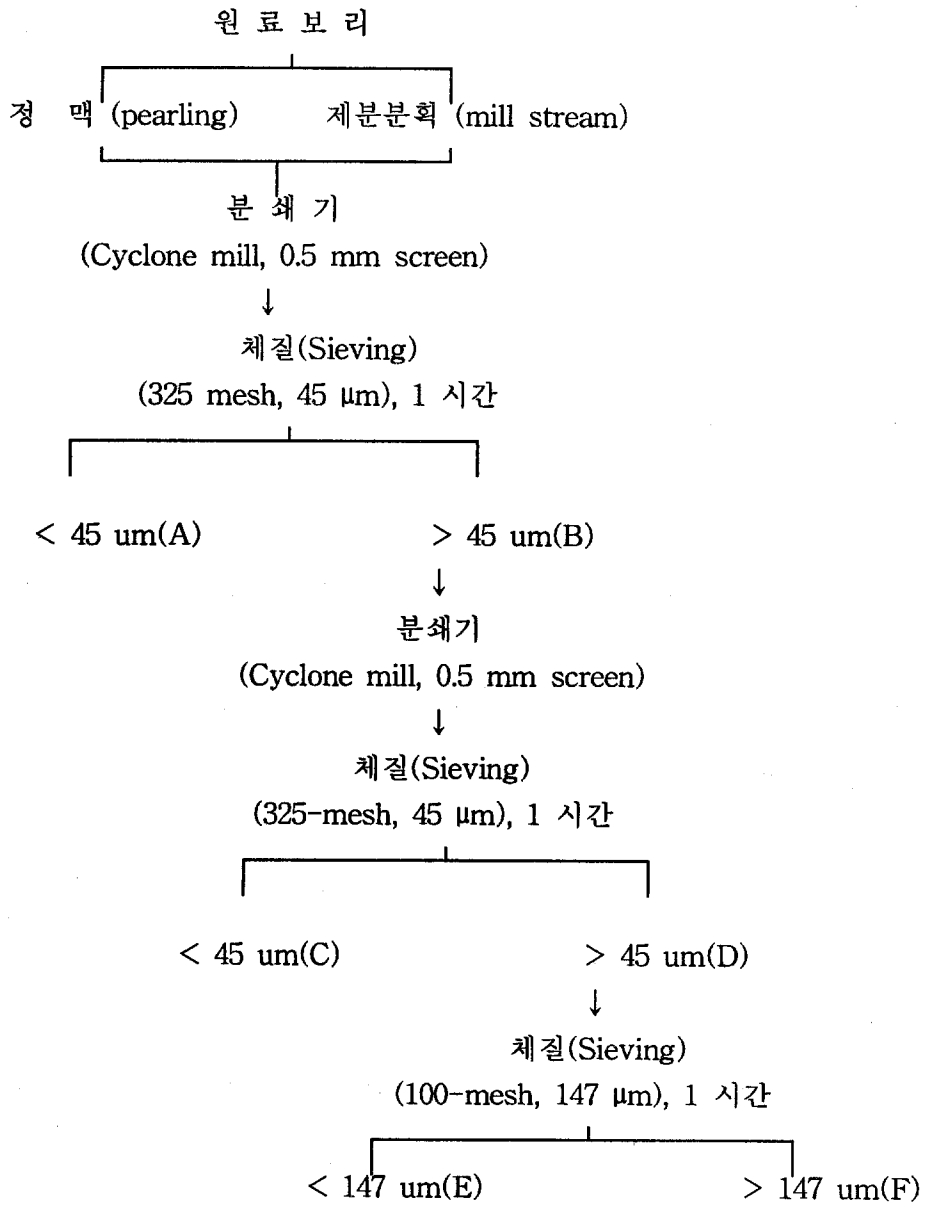 원 료 보 리
정 맥 (pearling) 제분분획 (mill stream)
분 쇄 기
(Cyclone mill, 0.5 mm screen)
↓
체질(Sieving)
(325 mesh, 45 μm), 1 시간
< 45 um(A) > 45 um(B)
↓
분쇄기
(Cyclone mill, 0.5 mm screen)
↓
체질(Sieving)
(325-mesh, 45 μm), 1 시간
< 45 um(C) > 45 um(D)
↓
체질(Sieving)
(100-mesh, 147 μm), 1 시간
< 147 um(E) > 147 um(F)